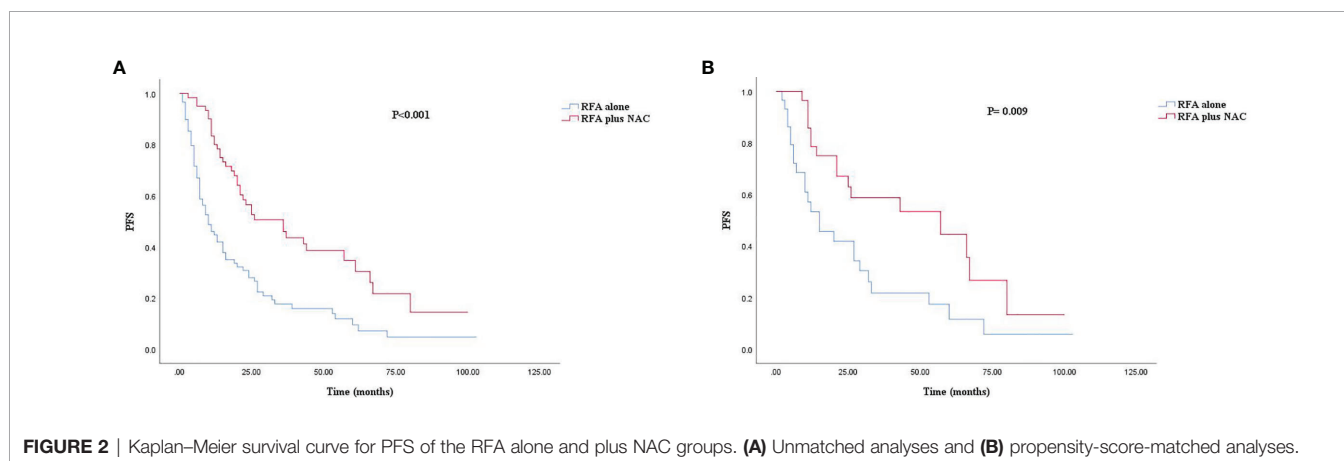 A
P<0.001
RFA alone
RFA plus NAC
PFS
1.0
0.8
0.6
0.4
0.2
0.0
.00 25.00 50.00 75.00 100.00 125.00
Time (months)
B
P= 0.009
RFA alone
RFA plus NAC
PFS
1.0
0.8
0.6
0.4
0.2
0.0
.00 25.00 50.00 75.00 100.00 125.00
Time (months)
FIGURE 2 | Kaplan–Meier survival curve for PFS of the RFA alone and plus NAC groups. (A) Unmatched analyses and (B) propensity-score-matched analyses.